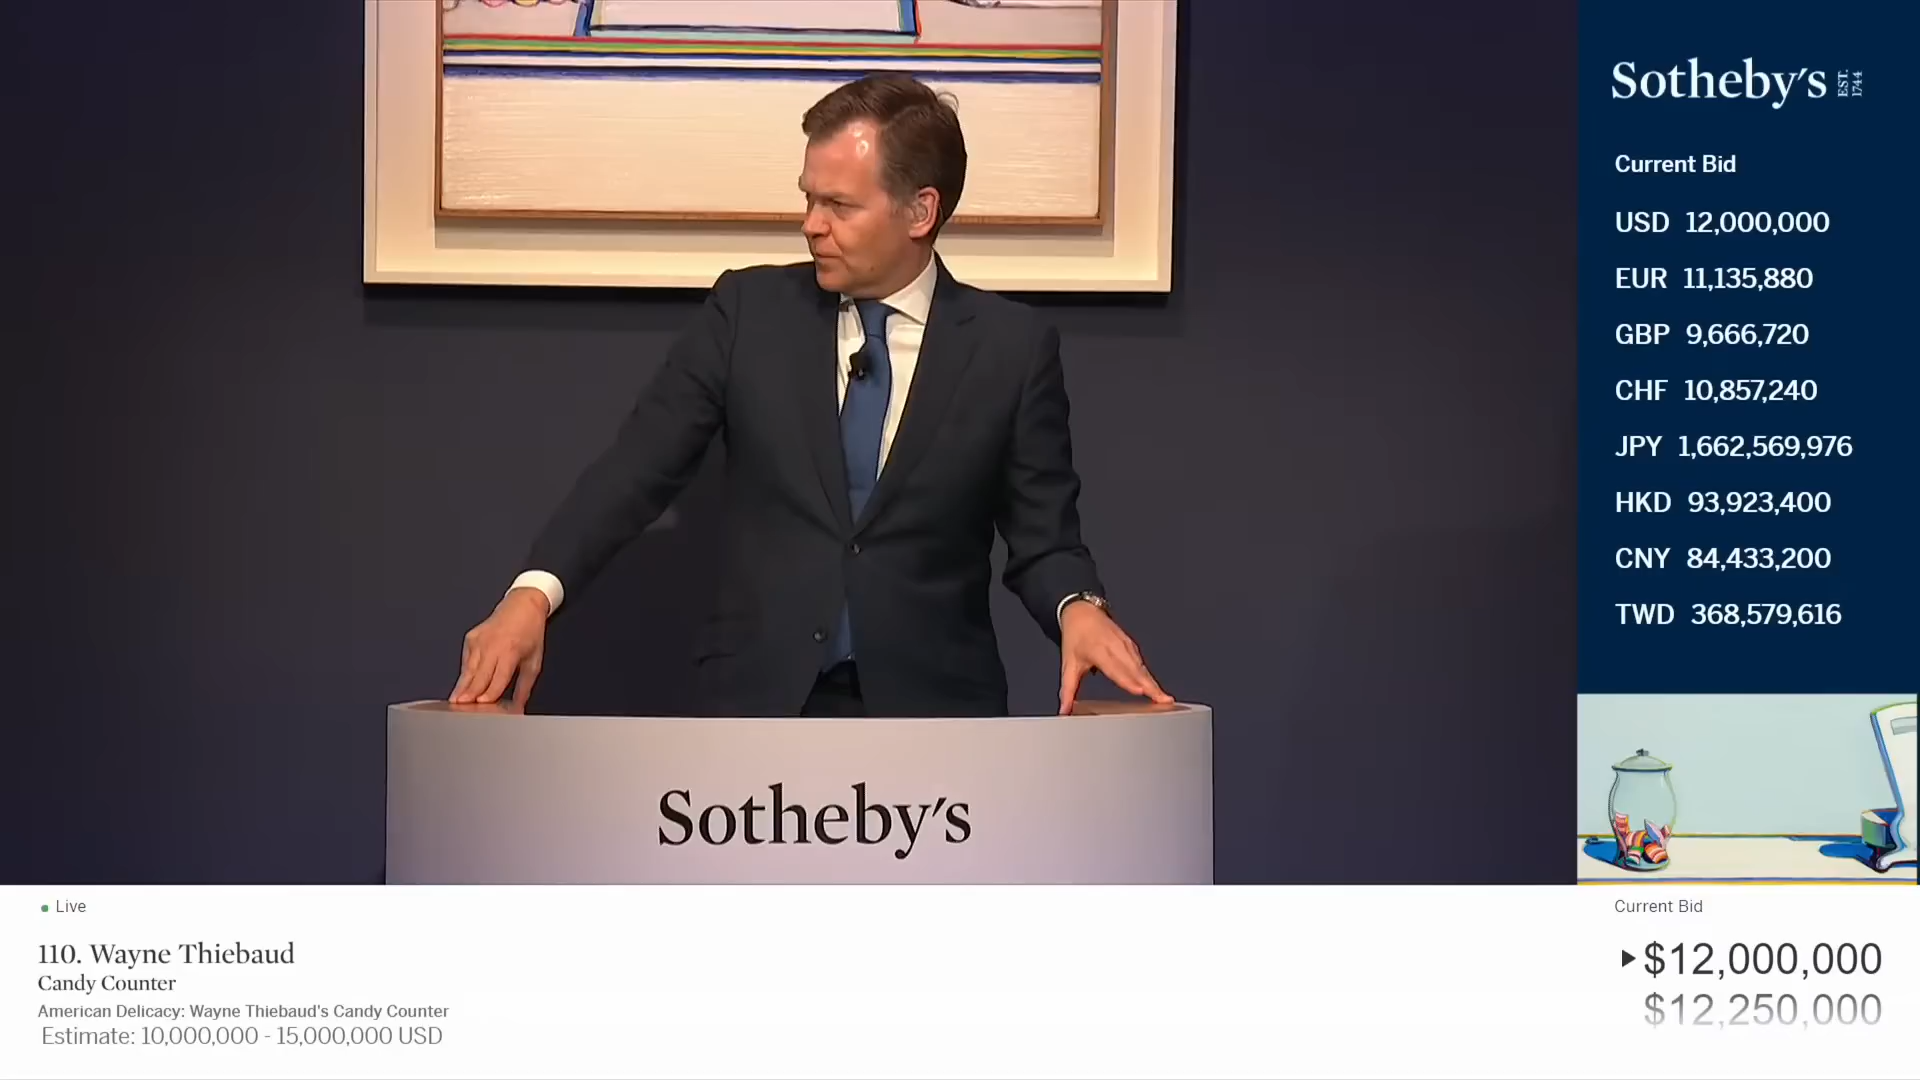 Sotheby's EST. 1744
Current Bid
USD 12,000,000
EUR 11,135,880
GBP 9,666,720
CHF 10,857,240
JPY 1,662,569,976
HKD 93,923,400
CNY 84,433,200
TWD 368,579,616
Sotheby's
Live
110. Wayne Thiebaud
Candy Counter
American Delicacy: Wayne Thiebaud's Candy Counter
Estimate: 10,000,000 - 15,000,000 USD
Current Bid
$12,000,000
$12,250,000